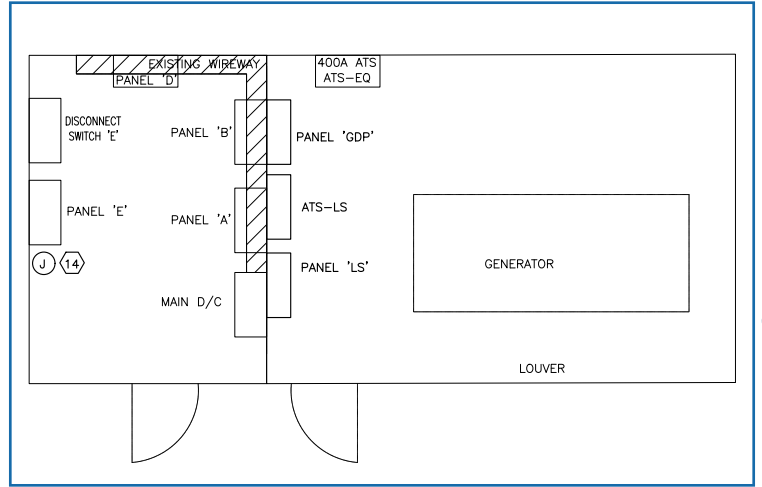 EXISTING WIREWAY
400A ATS
ATS-EQ
PANEL 'D'
DISCONNECT
SWITCH 'E'
PANEL 'B'
PANEL 'GDP'
PANEL 'E'
PANEL 'A'
ATS-LS
J
14
PANEL 'LS'
GENERATOR
MAIN D/C
LOUVER